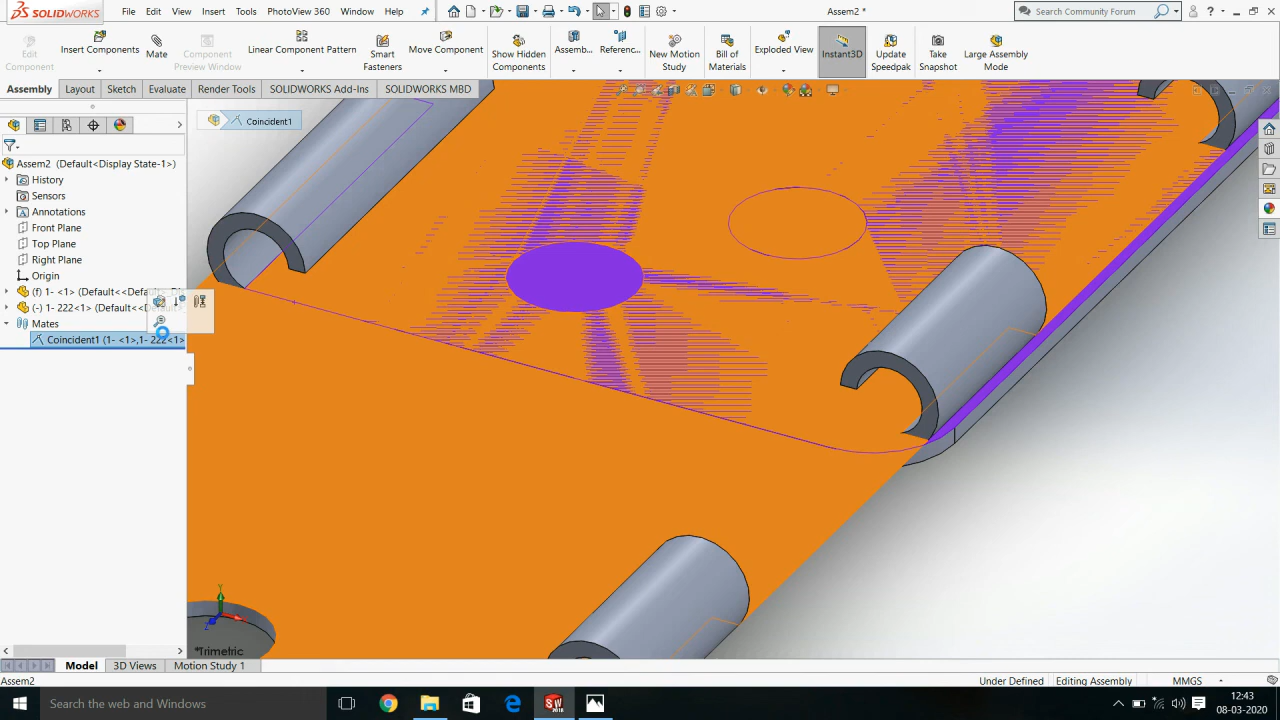 SOLIDWORKS
File Edit View Insert Tools PhotoView 360 Window Help
Assem2 *
Search Community Forum
Edit Component
Insert Components
Mate
Component Preview Window
Linear Component Pattern
Smart Fasteners
Move Component
Show Hidden Components
Assemb...
Referenc...
New Motion Study
Bill of Materials
Exploded View
Instant3D
Update Speedpak
Take Snapshot
Large Assembly Mode
Assembly Layout Sketch Evaluate Render Tools SOLIDWORKS Add-Ins SOLIDWORKS MBD
Coincident1
Assem2 (Default<Display State-1>)
History
Sensors
Annotations
Front Plane
Top Plane
Right Plane
Origin
(f) 1- <1> (Default<<Default
(-) 222<1> (Default<<D
Mates
Coincident1 (1- <1>,1- 222<1>
Y
*Trimetric
Model 3D Views Motion Study 1
Assem2
Under Defined Editing Assembly MMGS
Search the web and Windows
SW
2016
12:43
08-03-2020